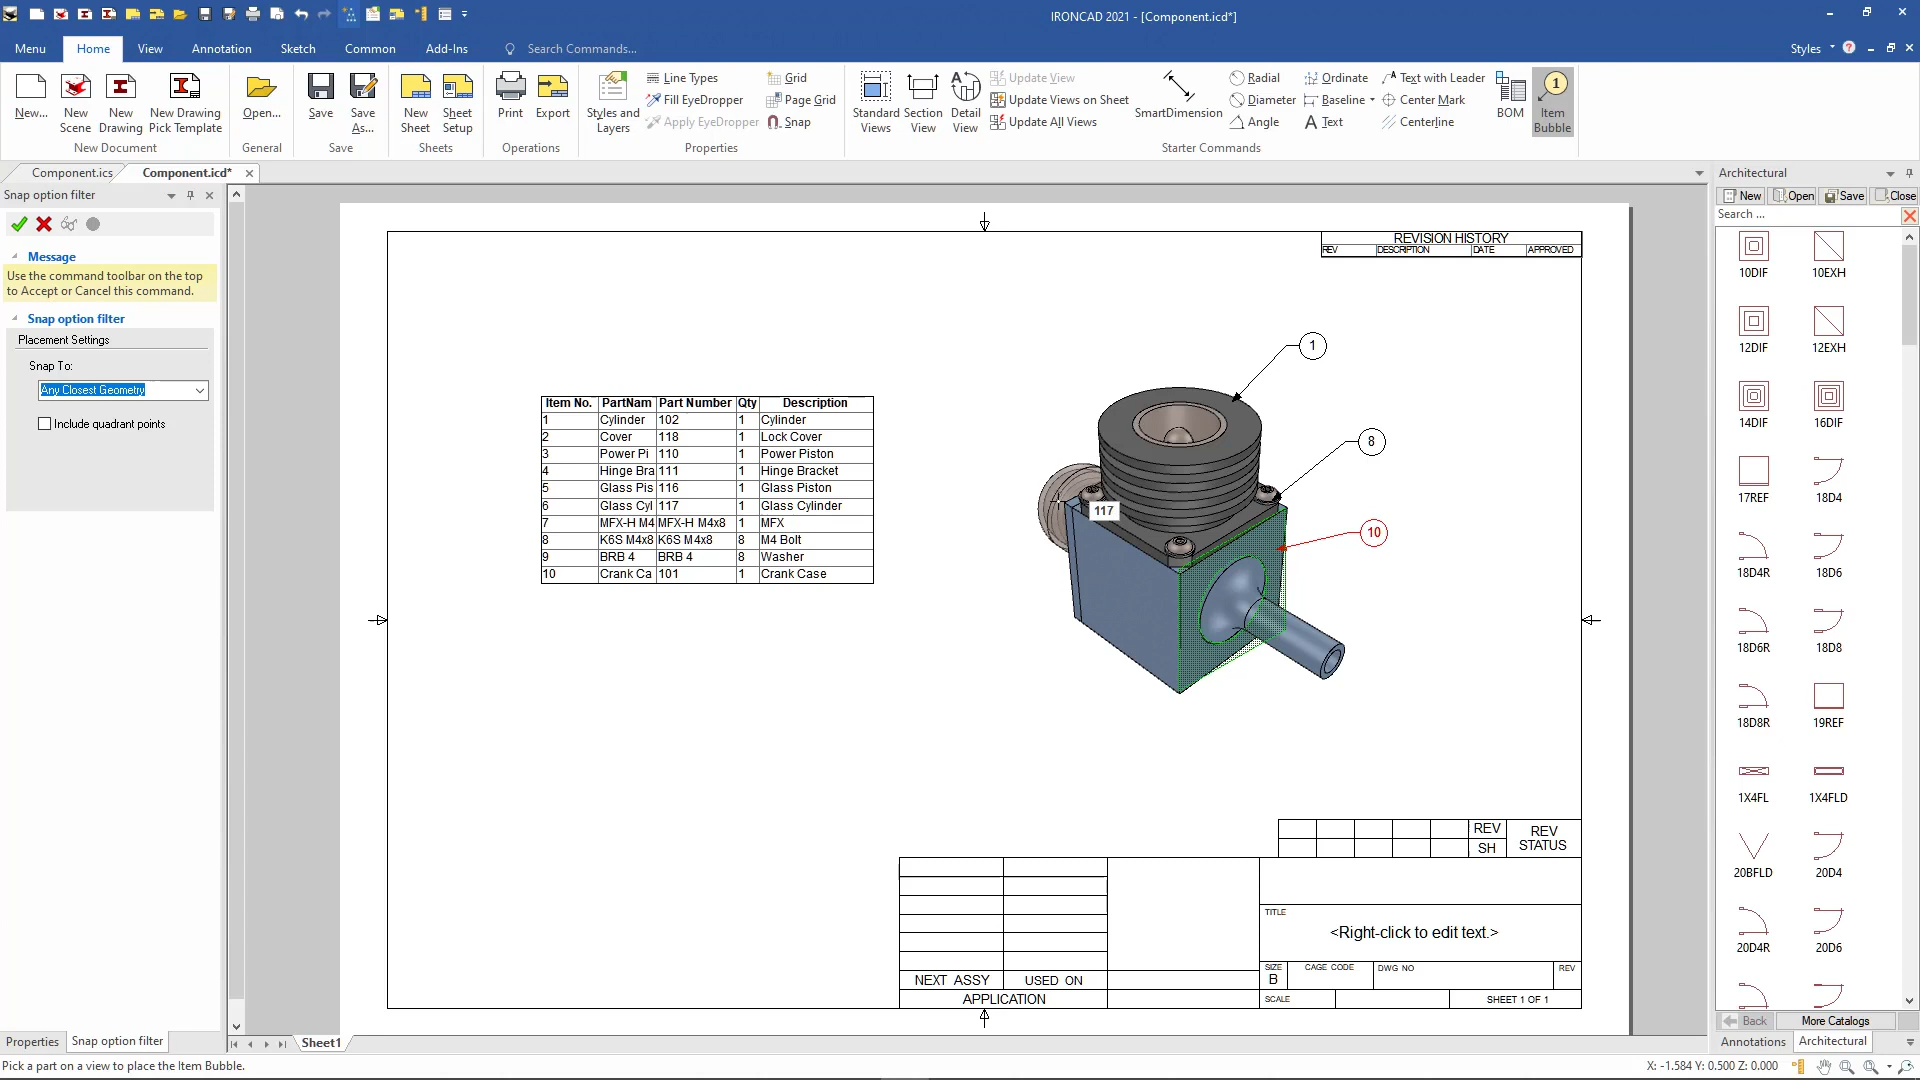 IRONCAD 2021 - [Component.icd*]
Menu Home View Annotation Sketch Common Add-Ins Search Commands... Styles
New... New Scene New Drawing New Drawing Pick Template
New Document
Open...
General
Save Save As...
Save
New Sheet Sheet Setup
Sheets
Print Export
Operations
Styles and Layers
Line Types
Fill EyeDropper
Apply EyeDropper
Grid
Page Grid
Snap
Properties
Standard Views Section View Detail View
Update View
Update Views on Sheet
Update All Views
SmartDimension
Radial
Diameter
Angle
Ordinate
Baseline
Text
Text with Leader
Center Mark
Centerline
BOM
1
Item Bubble
Starter Commands
Component.ics Component.icd*
Snap option filter
Message
Use the command toolbar on the top
to Accept or Cancel this command.
Snap option filter
Placement Settings
Snap To:
Any Closest Geometry
Include quadrant points
Properties Snap option filter
REVISION HISTORY
REV DESCRIPTION DATE APPROVED
Item No. PartNam Part Number Qty Description
1 Cylinder 102 1 Cylinder
2 Cover 118 1 Lock Cover
3 Power Pi 110 1 Power Piston
4 Hinge Bra 111 1 Hinge Bracket
5 Glass Pis 116 1 Glass Piston
6 Glass Cyl 117 1 Glass Cylinder
7 MFX-H M4 MFX-H M4x8 1 MFX
8 K6S M4x8 K6S M4x8 8 M4 Bolt
9 BRB 4 BRB 4 8 Washer
10 Crank Ca 101 1 Crank Case
1
8
10
117
REV
SH
REV
STATUS
TITLE
<Right-click to edit text.>
SIZE
B
CAGE CODE
DWG NO
REV
SCALE
SHEET 1 OF 1
NEXT ASSY USED ON
APPLICATION
Sheet1
Architectural
New Open Save Close
Search ...
10DIF 10EXH
12DIF 12EXH
14DIF 16DIF
17REF 18D4
18D4R 18D6
18D6R 18D8
18D8R 19REF
1X4FL 1X4FLD
20BFLD 20D4
20D4R 20D6
Back More Catalogs
Annotations Architectural
Pick a part on a view to place the Item Bubble.
X: -1.584 Y: 0.500 Z: 0.000